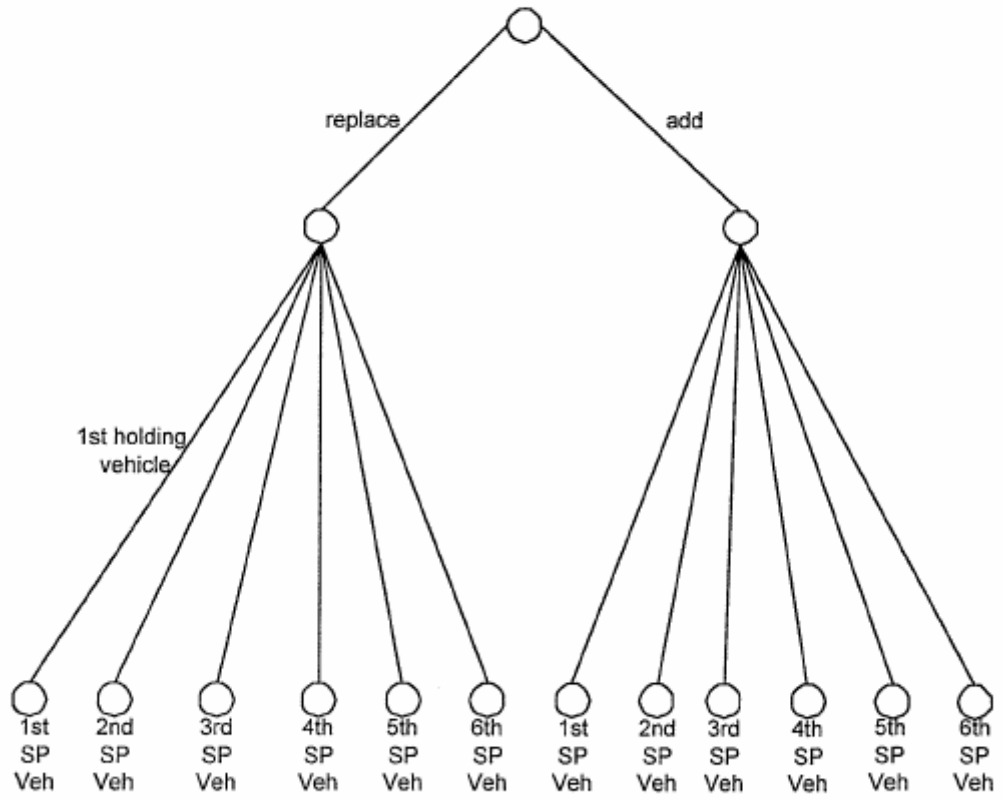 replace
add
1st holding
vehicle
1st 2nd 3rd 4th 5th 6th 1st 2nd 3rd 4th 5th 6th
SP SP SP SP SP SP SP SP SP SP SP SP
Veh Veh Veh Veh Veh Veh Veh Veh Veh Veh Veh Veh